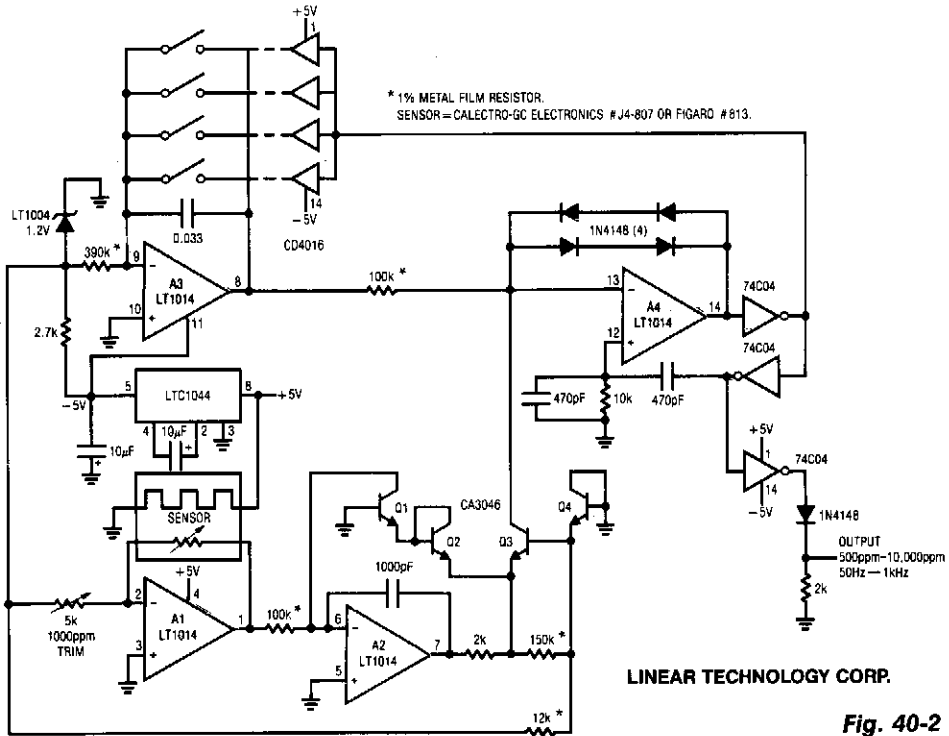 +5V
1
* 1% METAL FILM RESISTOR.
SENSOR = CALECTRO-GC ELECTRONICS #J4-807 OR FIGARO #813.
14
-5V
CD4016
0.033
LT1004
1.2V
390k *
9
-
A3
LT1014
8
10
+
11
2.7k
100k *
1N4148 (4)
13
-
A4
LT1014
14
12
+
74C04
74C04
470pF
10k
470pF
-5V
5
LTC1044
8
+5V
4
2
3
10μF
+
10μF
+
SENSOR
+5V
1
74C04
14
-5V
1N4148
OUTPUT
500ppm-10,000ppm
50Hz — 1kHz
2k
Q1
CA3046
Q2
Q3
Q4
1000pF
5k
1000ppm
TRIM
2
-
+5V
4
A1
LT1014
1
3
+
100k *
6
-
A2
LT1014
7
5
+
2k
150k *
12k *
LINEAR TECHNOLOGY CORP.
Fig. 40-2